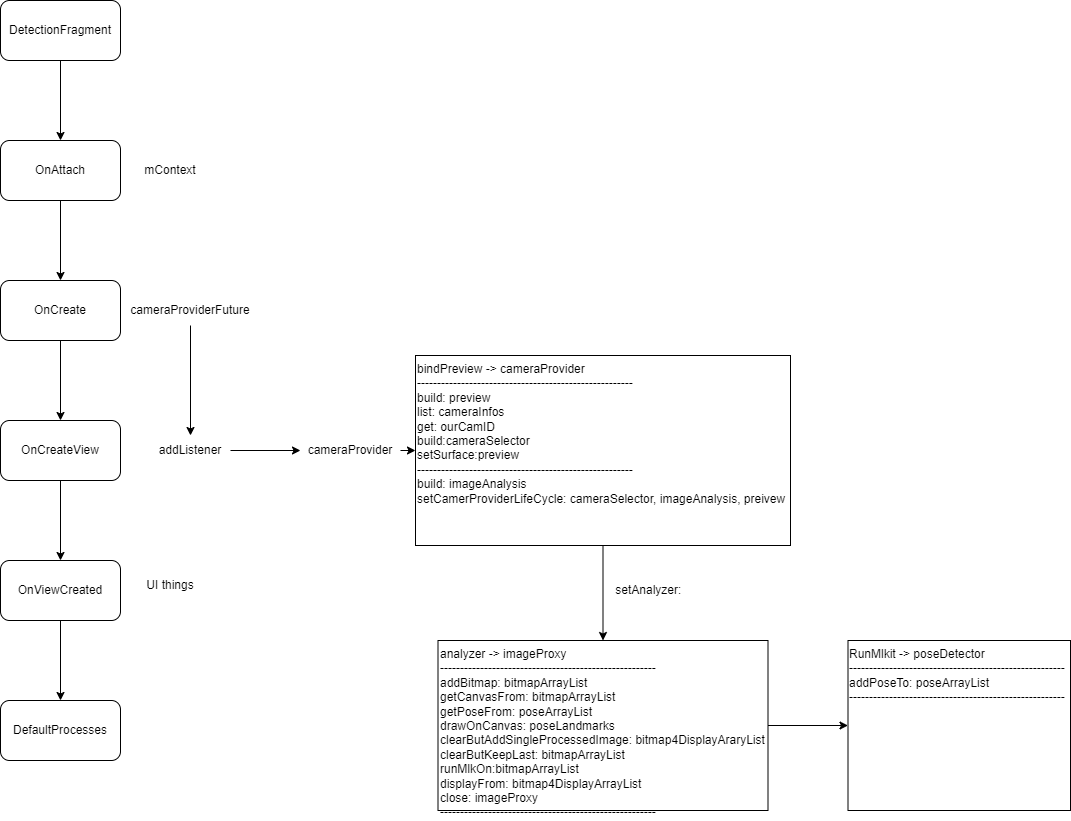 DetectionFragment
OnAttach
mContext
OnCreate
cameraProviderFuture
OnCreateView
addListener
cameraProvider
bindPreview -> cameraProvider
------------------------------------------------------
build: preview
list: cameraInfos
get: ourCamID
build:cameraSelector
setSurface:preview
------------------------------------------------------
build: imageAnalysis
setCamerProviderLifeCycle: cameraSelector, imageAnalysis, preivew
OnViewCreated
UI things
setAnalyzer:
analyzer -> imageProxy
------------------------------------------------------
addBitmap: bitmapArrayList
getCanvasFrom: bitmapArrayList
getPoseFrom: poseArrayList
drawOnCanvas: poseLandmarks
clearButAddSingleProcessedImage: bitmap4DisplayAraryList
clearButKeepLast: bitmapArrayList
runMlkOn:bitmapArrayList
displayFrom: bitmap4DisplayArrayList
close: imageProxy
------------------------------------------------------
RunMlkit -> poseDetector
------------------------------------------------------
addPoseTo: poseArrayList
------------------------------------------------------
DefaultProcesses